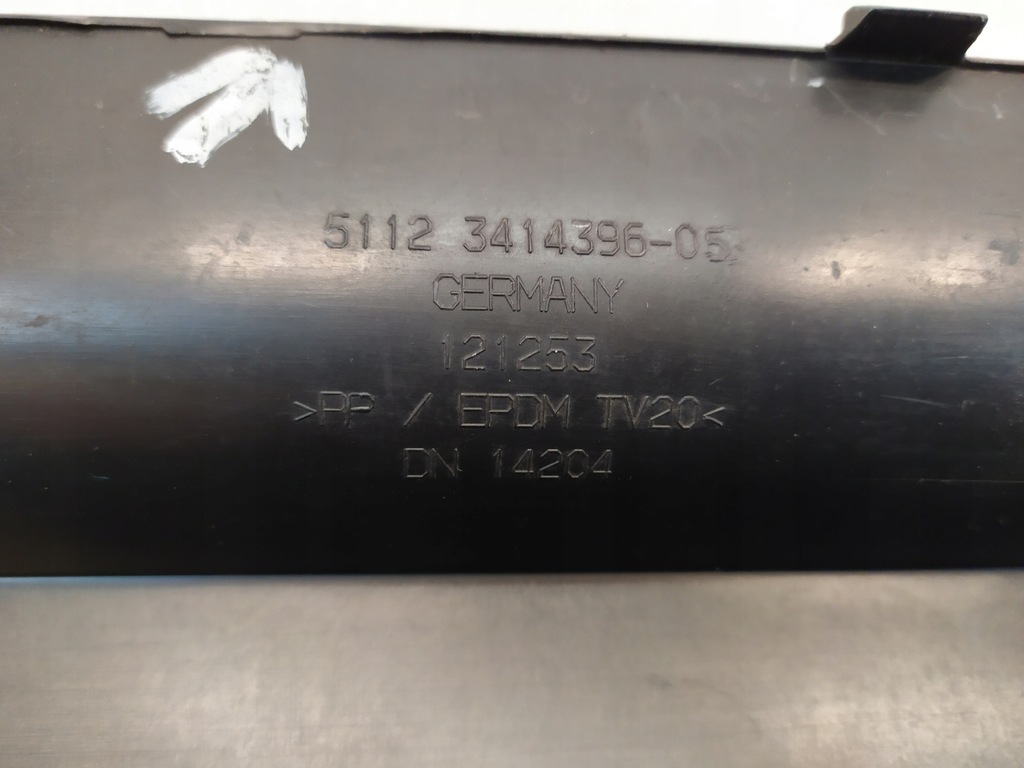 5112 3414396-05
GERMANY
121253
>PP / EPDM TV20<
DN 14204